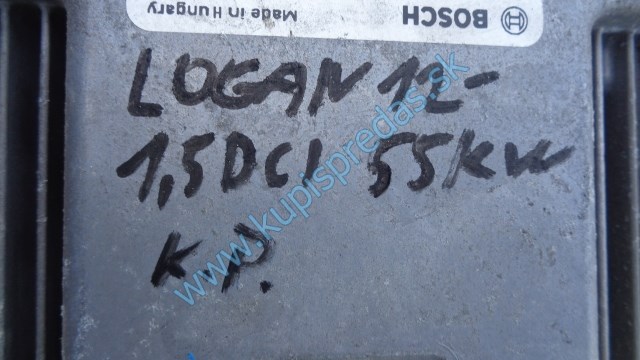 Made in Hungary BOSCH
LOGAN 12-
1,5DCI 55KW
K.P.
www.kupispredas.sk